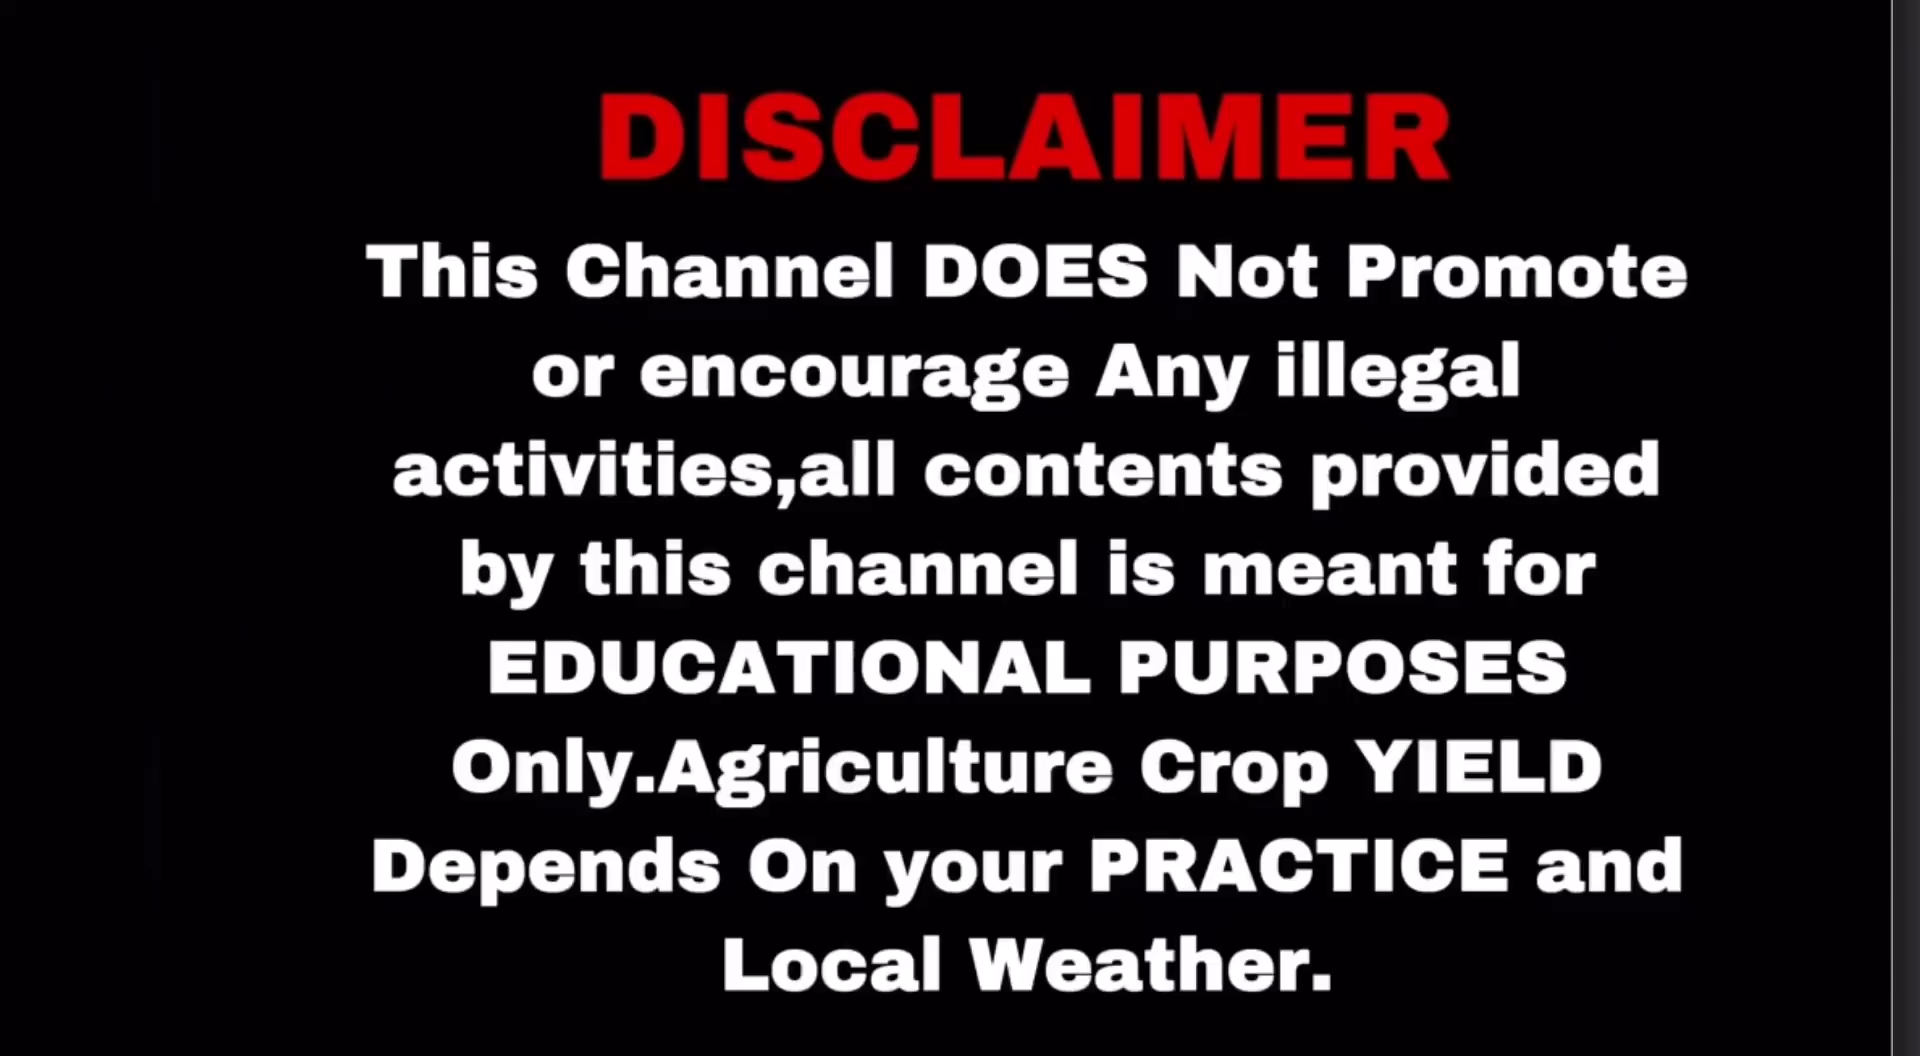 DISCLAIMER
This Channel DOES Not Promote
or encourage Any illegal
activities,all contents provided
by this channel is meant for
EDUCATIONAL PURPOSES
Only.Agriculture Crop YIELD
Depends On your PRACTICE and
Local Weather.